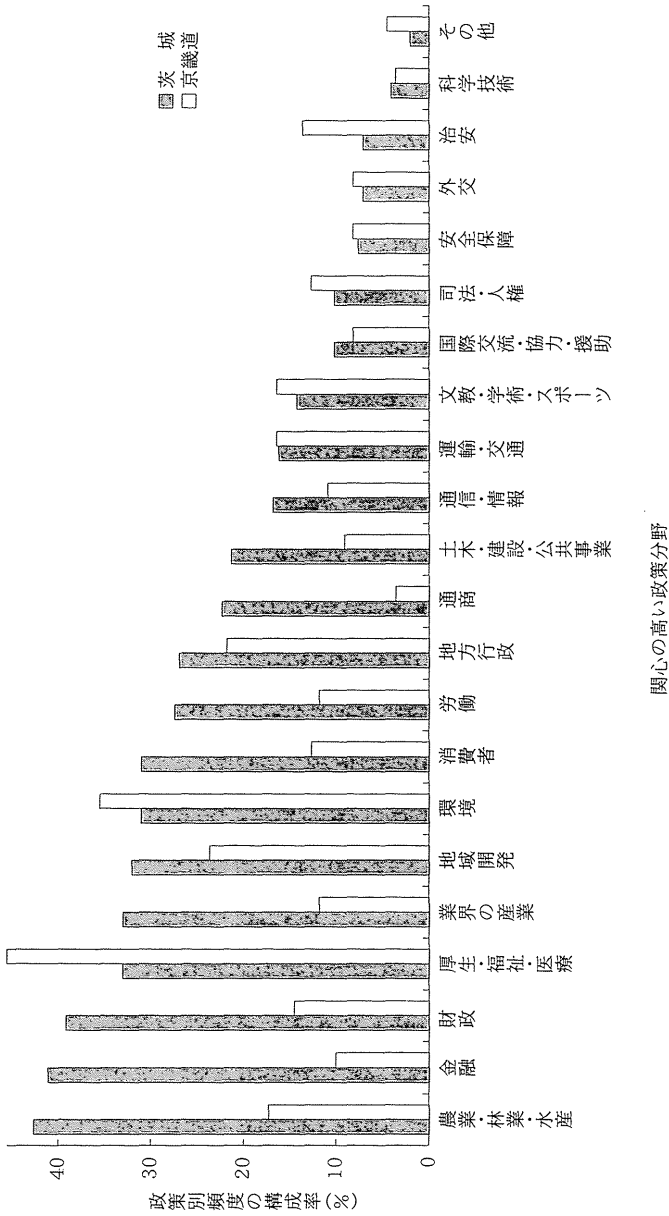 茨　城
京畿道
政策別頻度の構成率(%)
40
30
20
10
0
農業・林業・水産
金融
財政
厚生・福祉・医療
業界の産業
地域開発
環境
消費者
労働
地方行政
通商
土木・建設・公共事業
通信・情報
運輸・交通
文教・学術・スポーツ
国際交流・協力・援助
司法・人権
安全保障
外交
治安
科学技術
その他
関心の高い政策分野